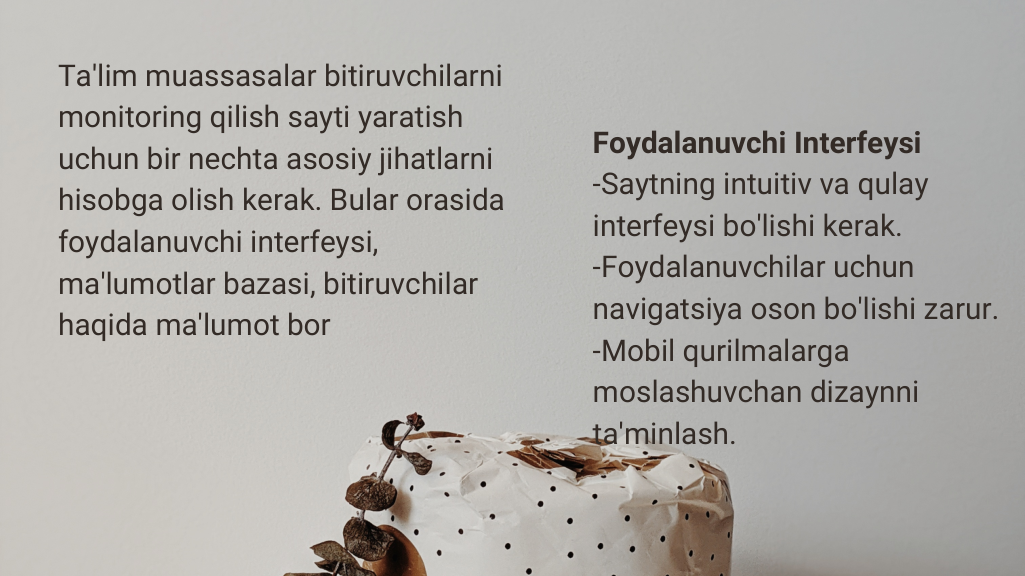 Ta'lim muassasalar bitiruvchilarni
monitoring qilish sayti yaratish
uchun bir nechta asosiy jihatlarni
hisobga olish kerak. Bular orasida
foydalanuvchi interfeysi,
ma'lumotlar bazasi, bitiruvchilar
haqida ma'lumot bor
Foydalanuvchi Interfeysi
-Saytning intuitiv va qulay
interfeysi bo'lishi kerak.
-Foydalanuvchilar uchun
navigatsiya oson bo'lishi zarur.
-Mobil qurilmalarga
moslashuvchan dizaynni
ta'minlash.